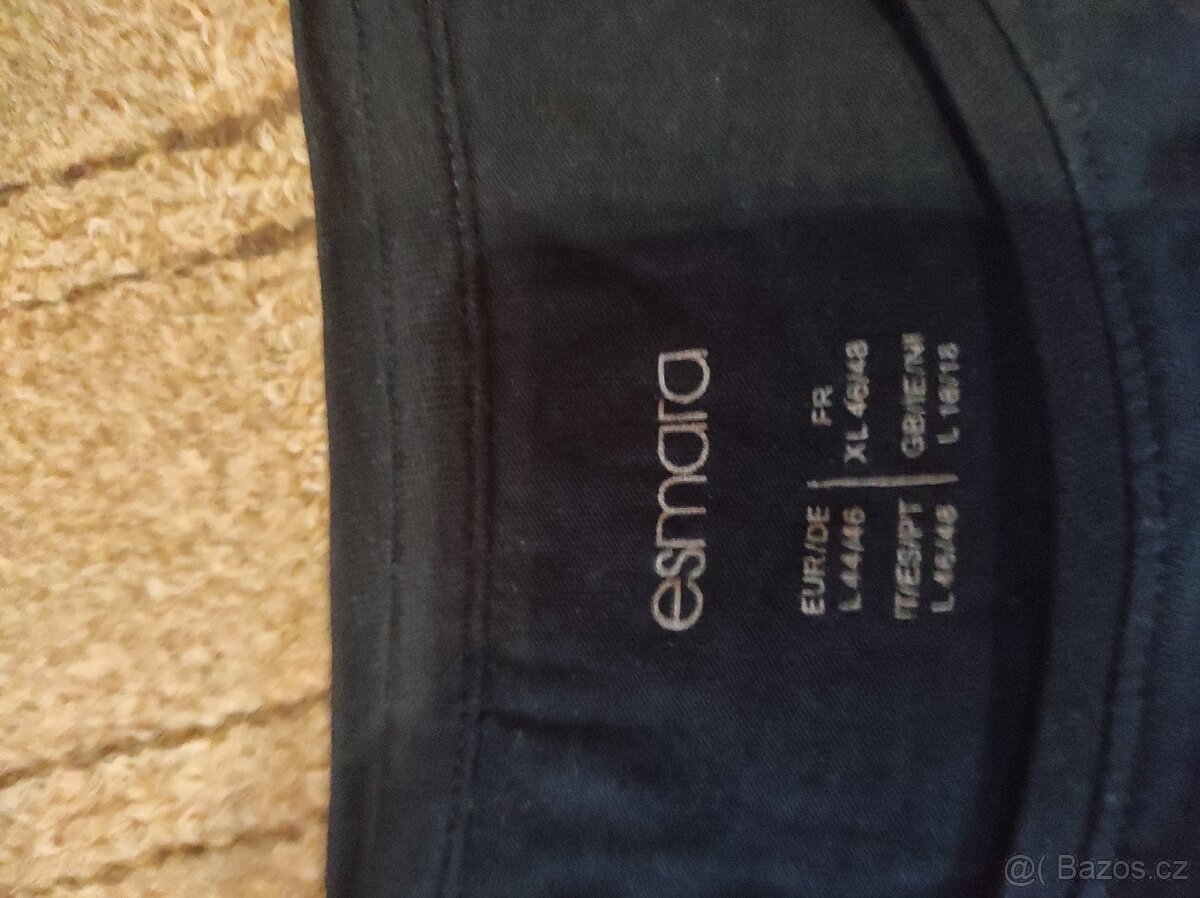 esmara
EUR/DE FR
L 44/46 XL 46/48
IT/ES/PT GB/IE/NI
L 46/48 L 16/18
@( Bazos.cz